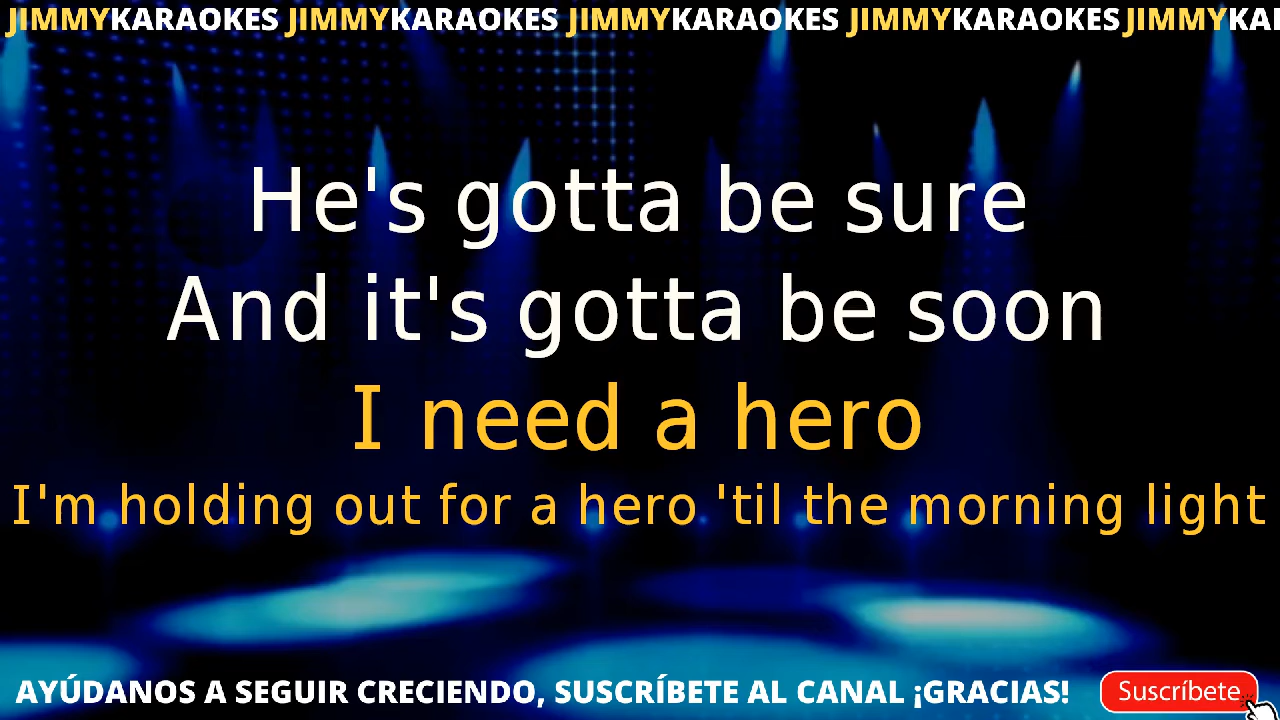 JIMMYKARAOKES JIMMYKARAOKES JIMMYKARAOKES JIMMYKARAOKES JIMMYKA
He's gotta be sure
And it's gotta be soon
I need a hero
I'm holding out for a hero 'til the morning light
AYÚDANOS A SEGUIR CRECIENDO, SUSCRÍBETE AL CANAL ¡GRACIAS! Suscríbete